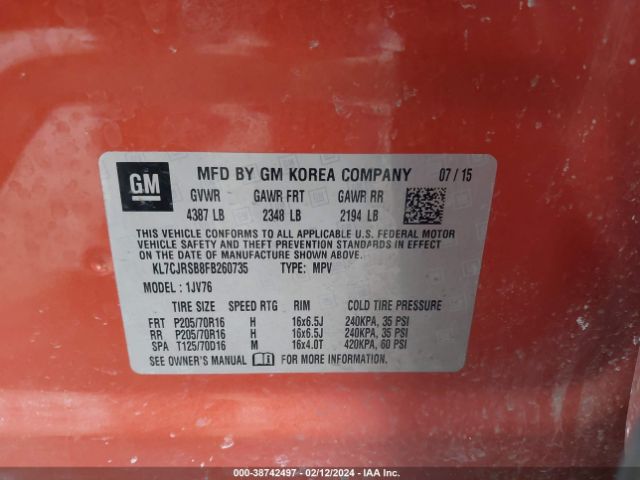 GM MFD BY GM KOREA COMPANY 07 / 15
GVWR GAWR FRT GAWR RR
4387 LB 2348 LB 2194 LB
THIS VEHICLE CONFORMS TO ALL APPLICABLE U.S. FEDERAL MOTOR
VEHICLE SAFETY AND THEFT PREVENTION STANDARDS IN EFFECT
ON THE DATE OF MANUFACTURE SHOWN ABOVE.
KL7CJRSB8FB260735 TYPE: MPV
MODEL : 1JV76
TIRE SIZE SPEED RTG RIM COLD TIRE PRESSURE
FRT P205/70R16 H 16x6.5J 240KPA, 35 PSI
RR P205/70R16 H 16x6.5J 240KPA, 35 PSI
SPA T125/70D16 M 16x4.0T 420KPA, 60 PSI
SEE OWNER'S MANUAL FOR MORE INFORMATION.
000-38742497 - 02/12/2024 - IAA Inc.